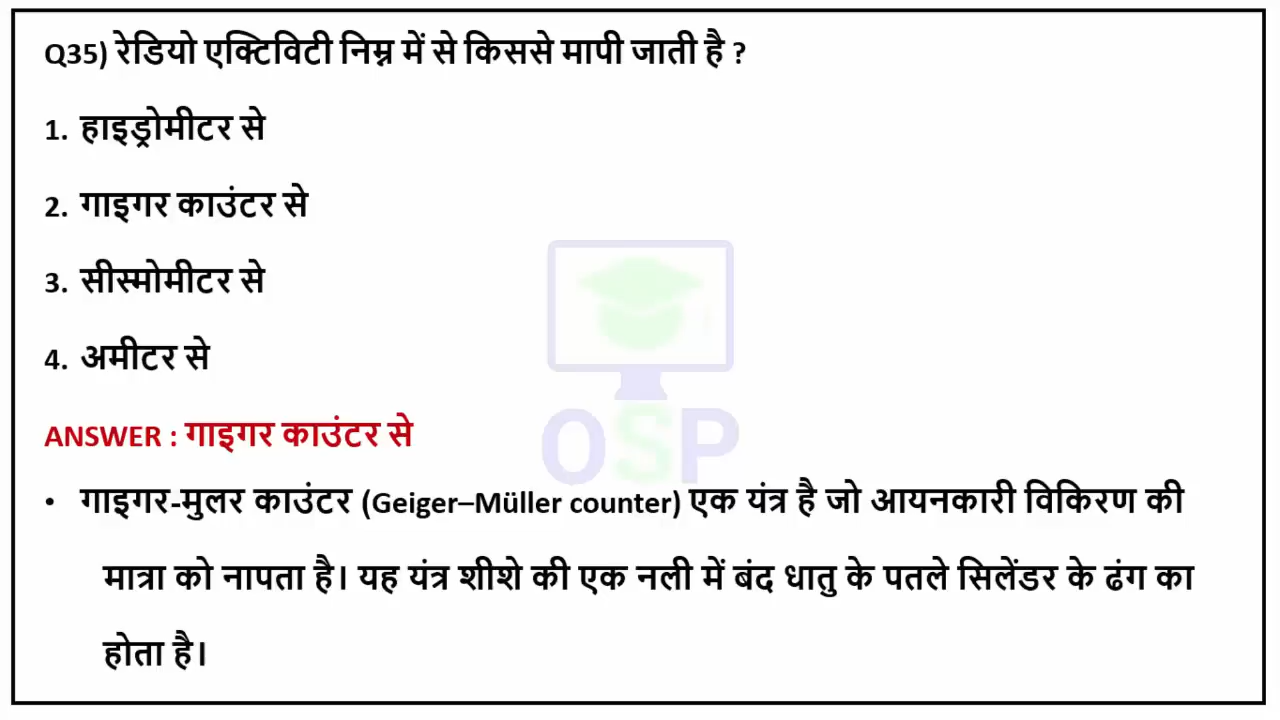 Q35) रेडियो एक्टिविटी निम्न में से किससे मापी जाती है ?
1. हाइड्रोमीटर से
2. गाइगर काउंटर से
3. सीस्मोमीटर से
4. अमीटर से
OSP
ANSWER : गाइगर काउंटर से
• गाइगर-मुलर काउंटर (Geiger–Müller counter) एक यंत्र है जो आयनकारी विकिरण की
मात्रा को नापता है। यह यंत्र शीशे की एक नली में बंद धातु के पतले सिलेंडर के ढंग का
होता है।